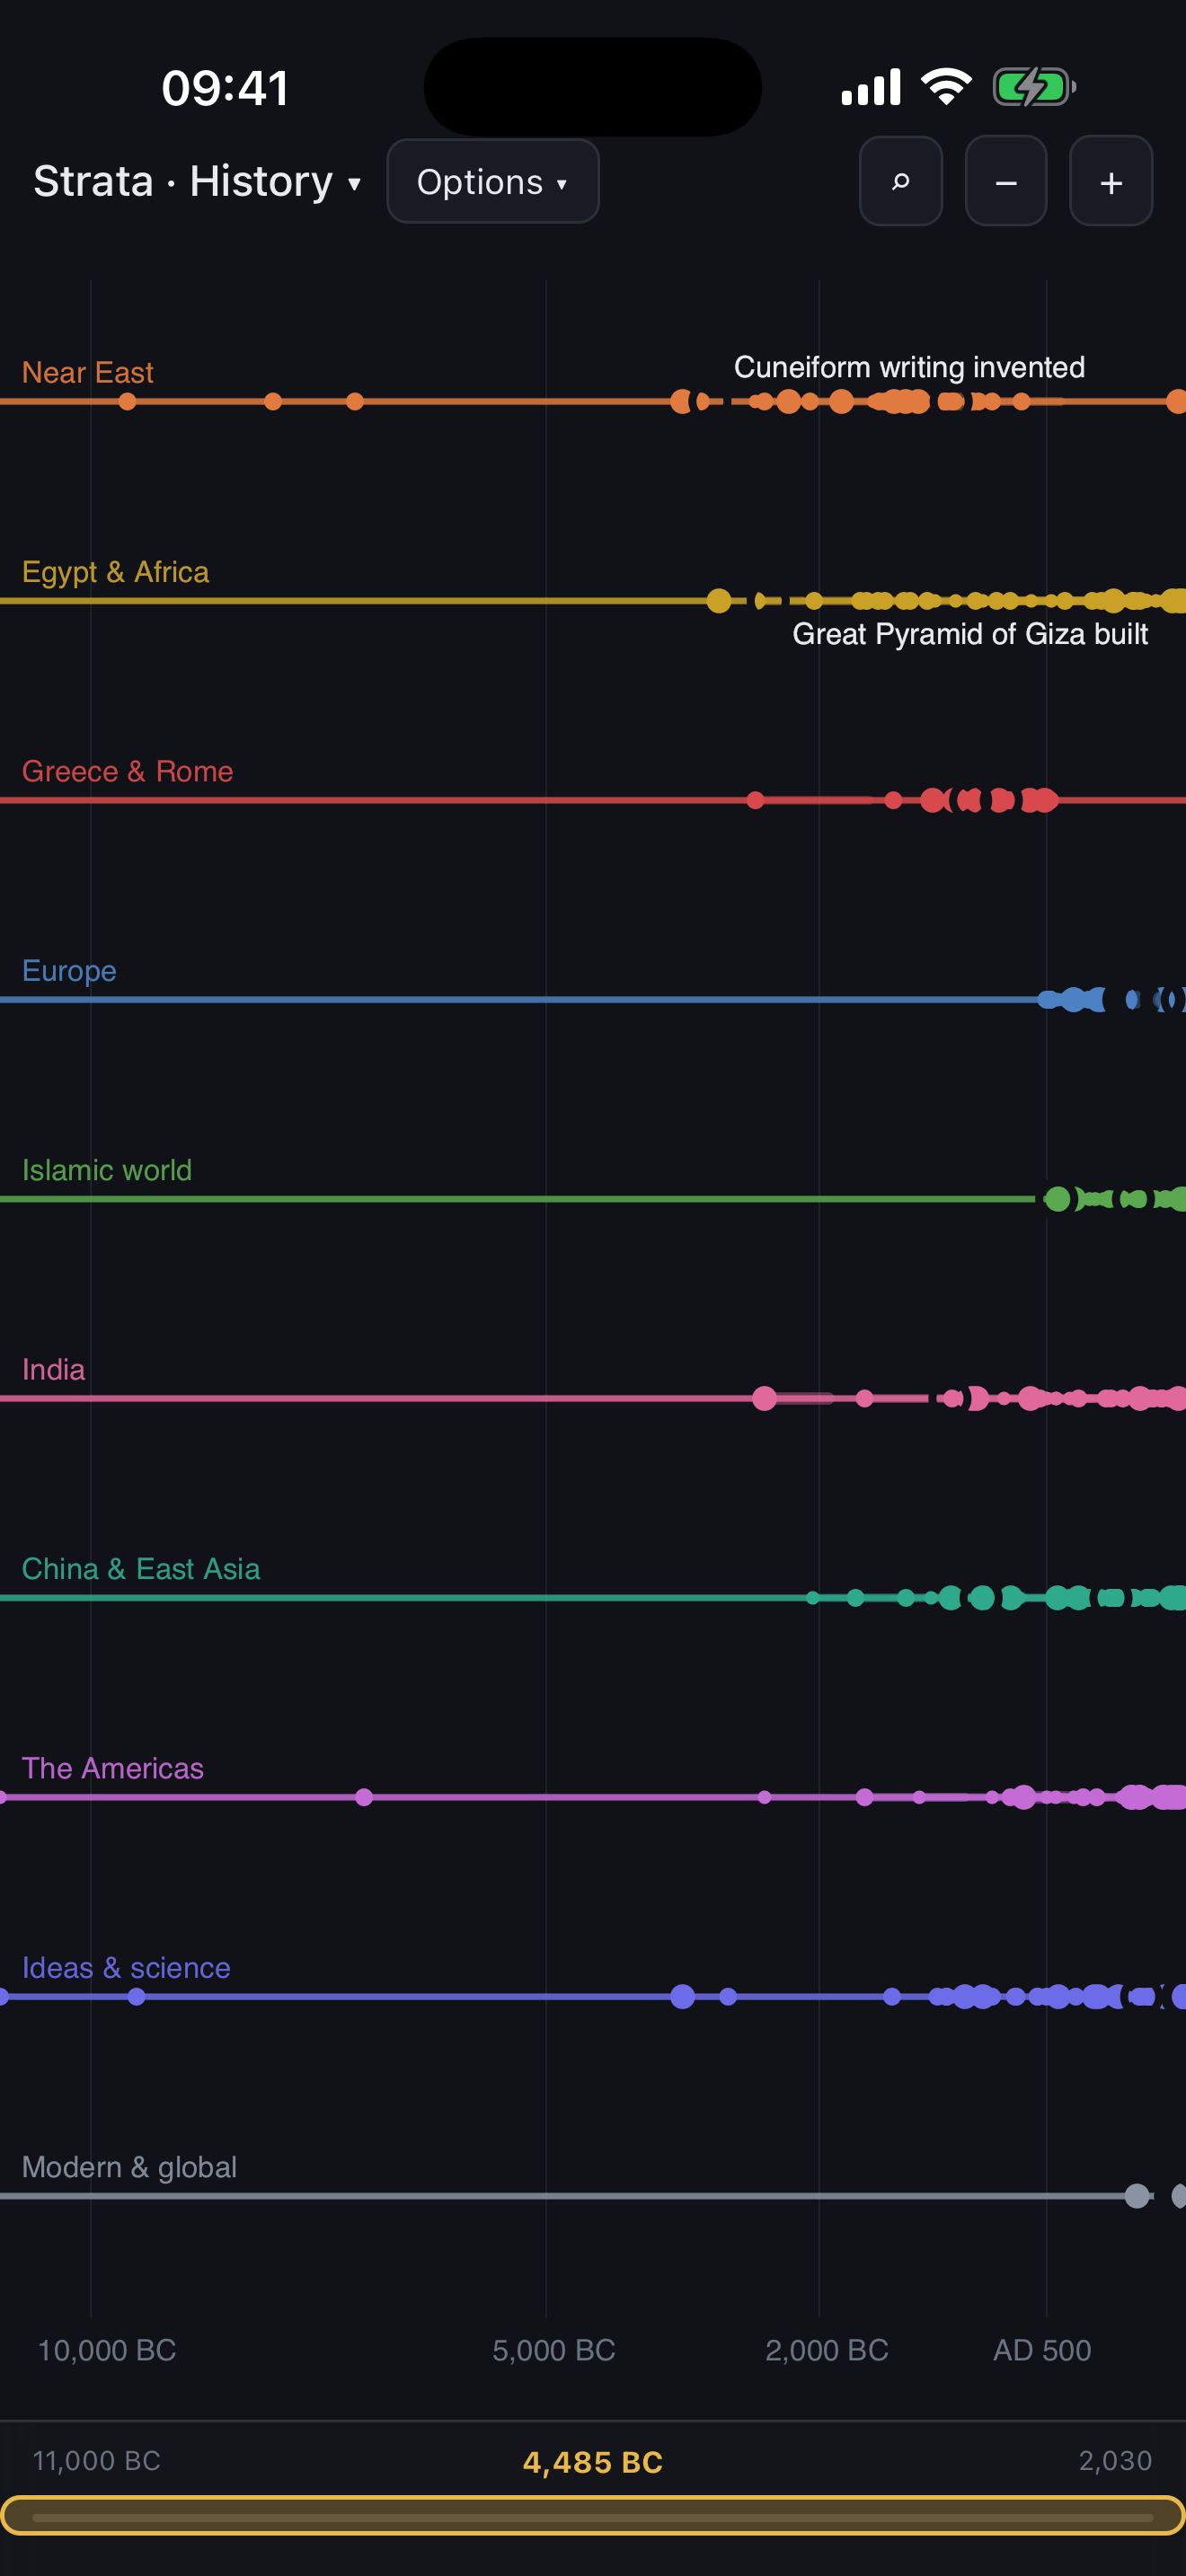 09:41
Strata · History ▾
Options ▾
Near East
Cuneiform writing invented
Egypt & Africa
Great Pyramid of Giza built
Greece & Rome
Europe
Islamic world
India
China & East Asia
The Americas
Ideas & science
Modern & global
10,000 BC 5,000 BC 2,000 BC AD 500
11,000 BC 4,485 BC 2,030